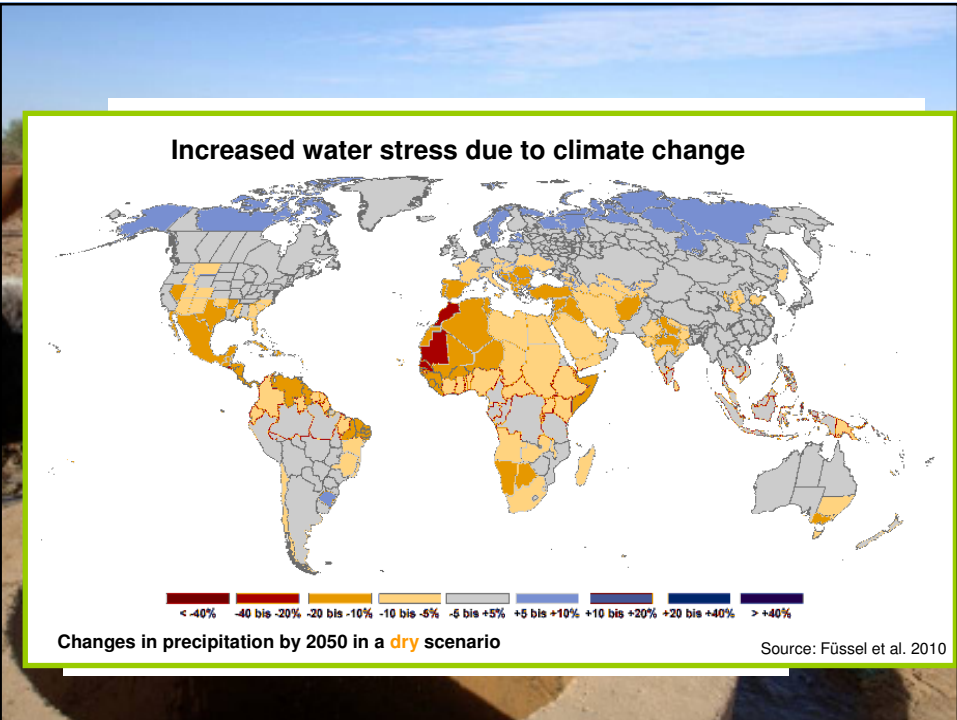 Increased water stress due to climate change
< -40% -40 bis -20% -20 bis -10% -10 bis -5% -5 bis +5% +5 bis +10% +10 bis +20% +20 bis +40% > +40%
Changes in precipitation by 2050 in a dry scenario
Source: Füssel et al. 2010